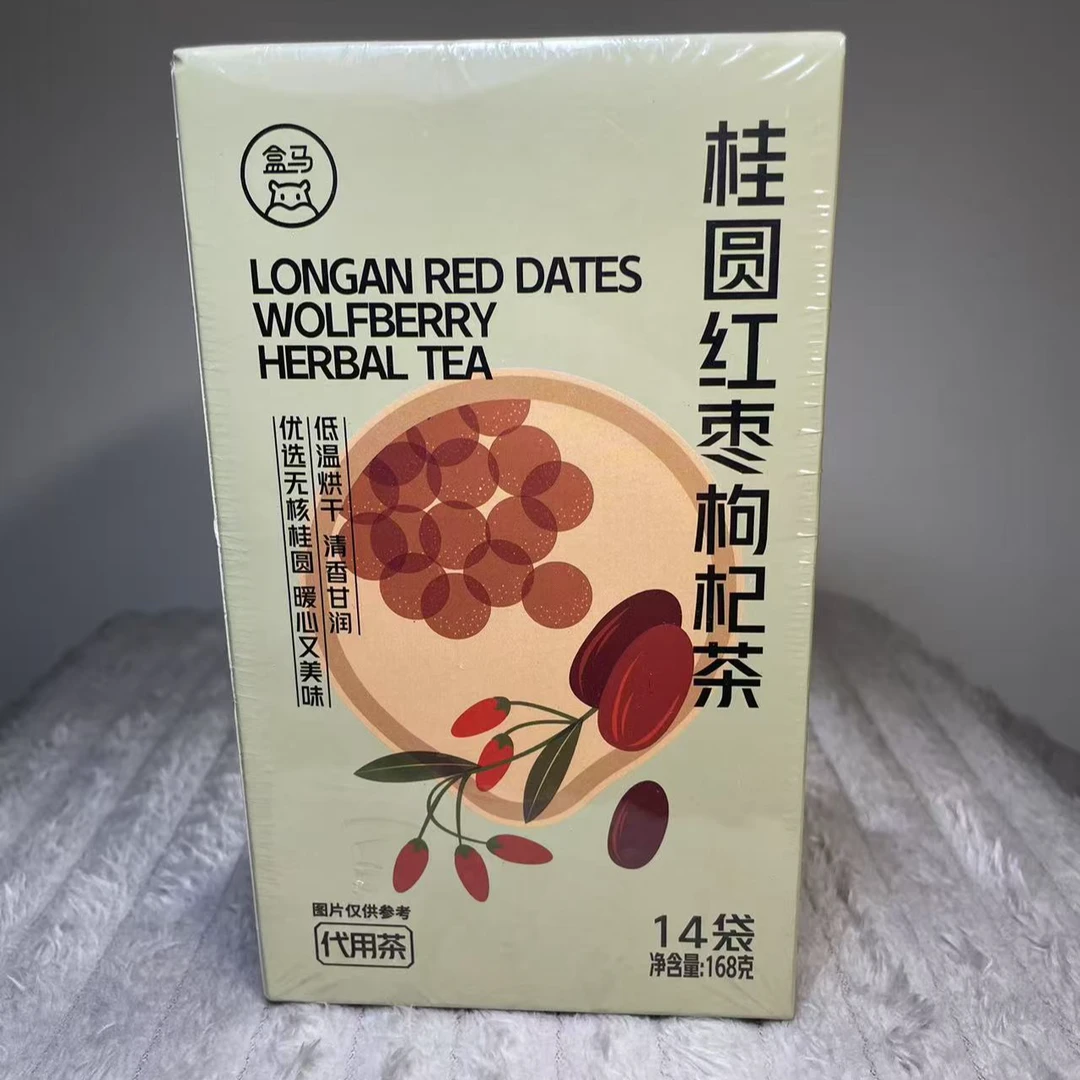 盒马
桂圆红枣枸杞茶
LONGAN RED DATES
WOLFBERRY
HERBAL TEA
低温烘干 清香甘润
优选无核桂圆 暖心又美味
图片仅供参考
代用茶
14袋
净含量:168克